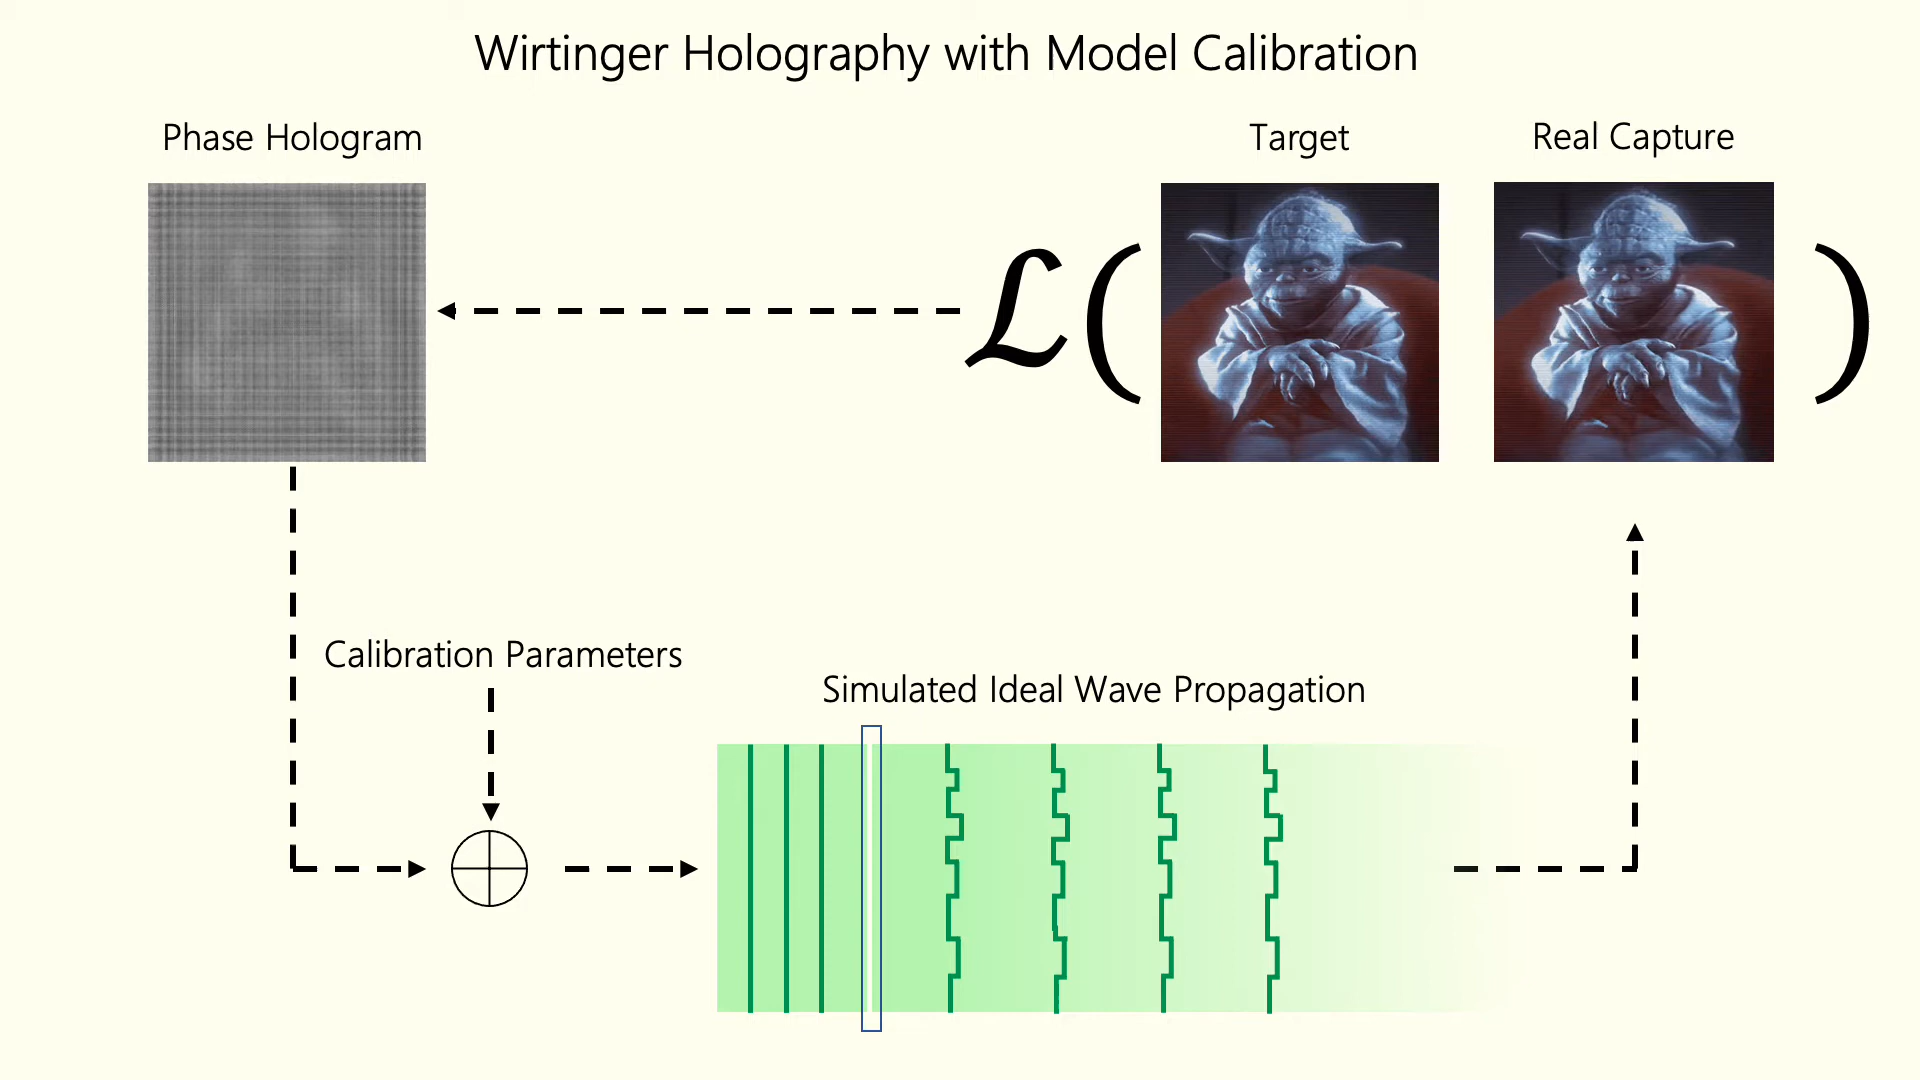 Wirtinger Holography with Model Calibration
Phase Hologram
Target
Real Capture
ℒ( )
Calibration Parameters
Simulated Ideal Wave Propagation